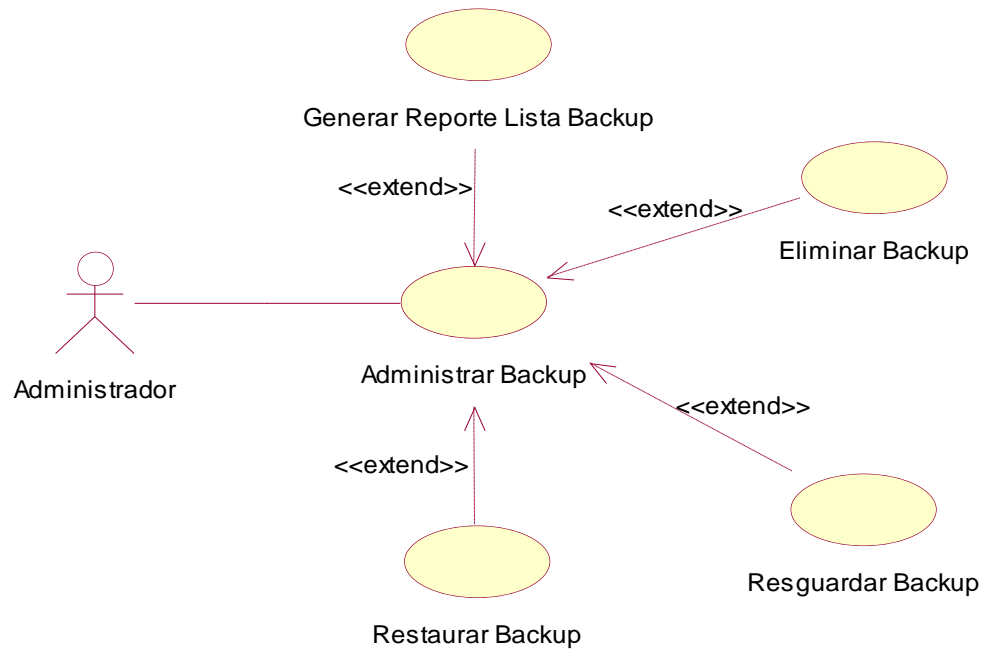 Generar Reporte Lista Backup
<<extend>>
<<extend>>
Eliminar Backup
Administrador
Administrar Backup
<<extend>>
<<extend>>
Resguardar Backup
Restaurar Backup